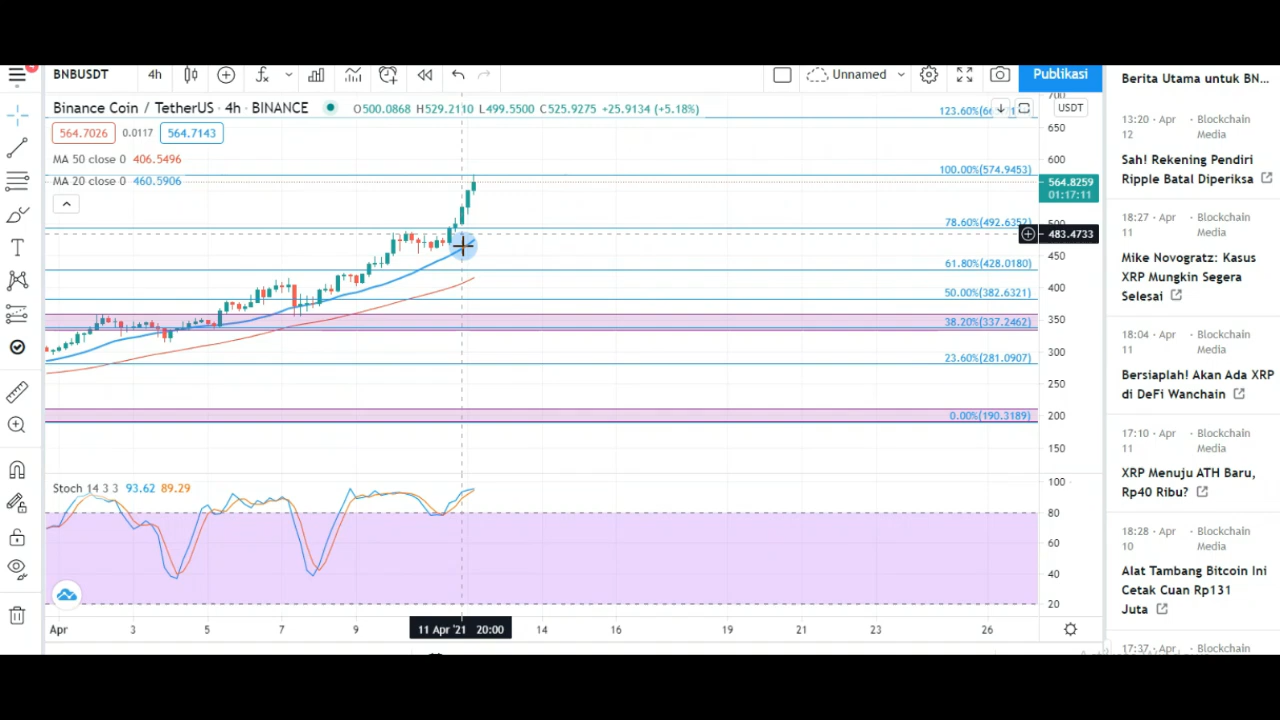 BNBUSDT
4h
Unnamed
Publikasi
Berita Utama untuk BN...
Binance Coin / TetherUS · 4h · BINANCE
O500.0868 H529.2110 L499.5500 C525.9275 +25.9134 (+5.18%)
USDT
564.7026
0.0117
564.7143
MA 50 close 0 406.5496
MA 20 close 0 460.5906
123.60%
100.00%(574.9453)
78.60%(492.6352)
61.80%(428.0180)
50.00%(382.6321)
38.20%(337.2462)
23.60%(281.0907)
0.00%(190.3189)
700
650
600
564.8259
01:17:11
500
483.4733
450
400
350
300
250
200
150
Stoch 14 3 3 93.62 89.29
100
80
60
40
20
Apr
3
5
7
9
11 Apr '21 20:00
14
16
19
21
23
26
13:20 · Apr 12 · Blockchain Media
Sah! Rekening Pendiri
Ripple Batal Diperiksa
18:27 · Apr 11 · Blockchain Media
Mike Novogratz: Kasus
XRP Mungkin Segera
Selesai
18:04 · Apr 11 · Blockchain Media
Bersiaplah! Akan Ada XRP
di DeFi Wanchain
17:10 · Apr 11 · Blockchain Media
XRP Menuju ATH Baru,
Rp40 Ribu?
18:28 · Apr 10 · Blockchain Media
Alat Tambang Bitcoin Ini
Cetak Cuan Rp131
Juta
17:37 · Apr · Blockchain